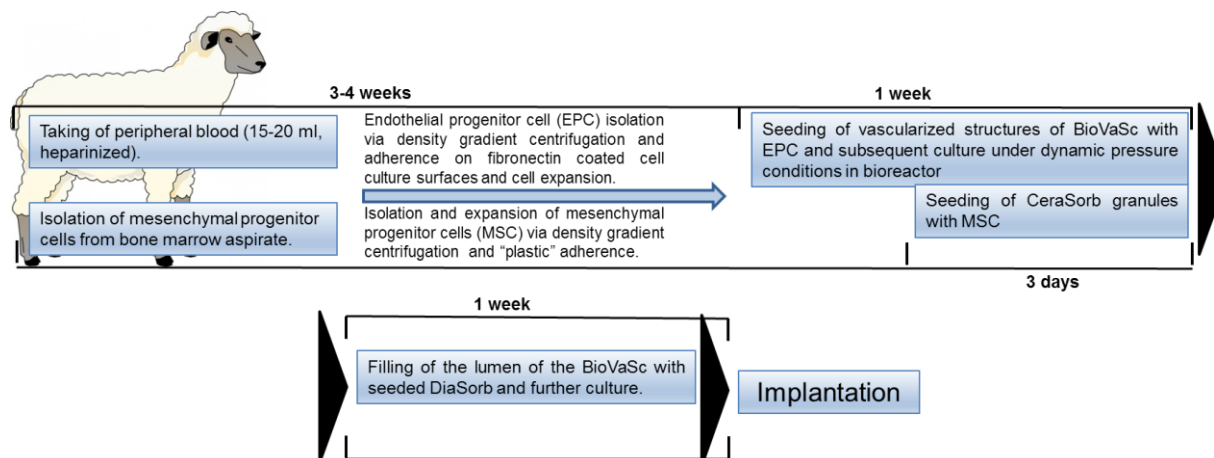 3-4 weeks
1 week
Taking of peripheral blood (15-20 ml,
heparinized).
Endothelial progenitor cell (EPC) isolation
via density gradient centrifugation and
adherence on fibronectin coated cell
culture surfaces and cell expansion.
Seeding of vascularized structures of BioVaSc with
EPC and subsequent culture under dynamic pressure
conditions in bioreactor
Isolation of mesenchymal progenitor
cells from bone marrow aspirate.
Isolation and expansion of mesenchymal
progenitor cells (MSC) via density gradient
centrifugation and “plastic” adherence.
Seeding of CeraSorb granules
with MSC
3 days
1 week
Filling of the lumen of the BioVaSc with
seeded DiaSorb and further culture.
Implantation